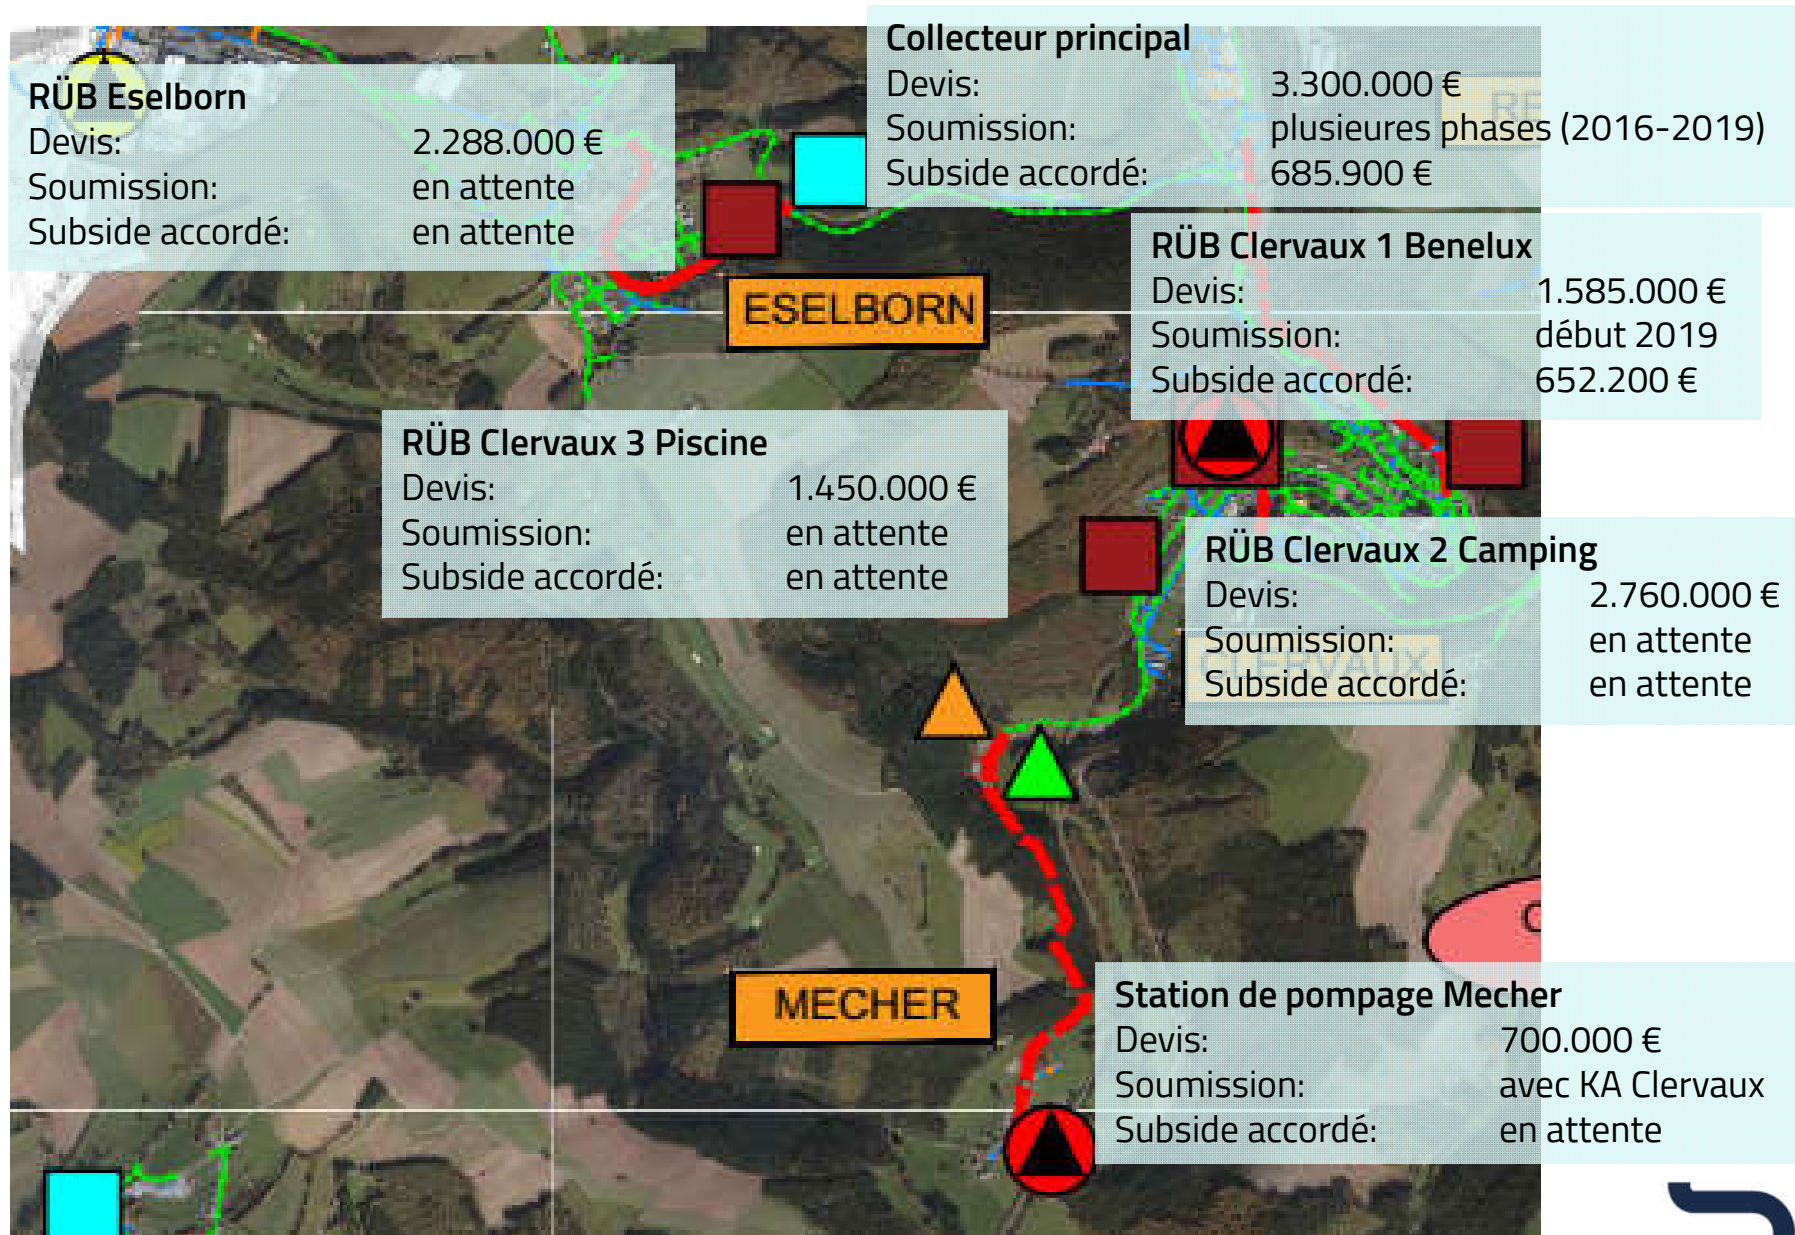 Collecteur principal
Devis: 3.300.000 €
Soumission: plusieures phases (2016-2019)
Subside accordé: 685.900 €
RÜB Eselborn
Devis: 2.288.000 €
Soumission: en attente
Subside accordé: en attente
RE
RÜB Clervaux 1 Benelux
Devis: 1.585.000 €
Soumission: début 2019
Subside accordé: 652.200 €
ESELBORN
RÜB Clervaux 3 Piscine
Devis: 1.450.000 €
Soumission: en attente
Subside accordé: en attente
RÜB Clervaux 2 Camping
Devis: 2.760.000 €
Soumission: en attente
Subside accordé: en attente
CLERVAUX
MECHER
Station de pompage Mecher
Devis: 700.000 €
Soumission: avec KA Clervaux
Subside accordé: en attente